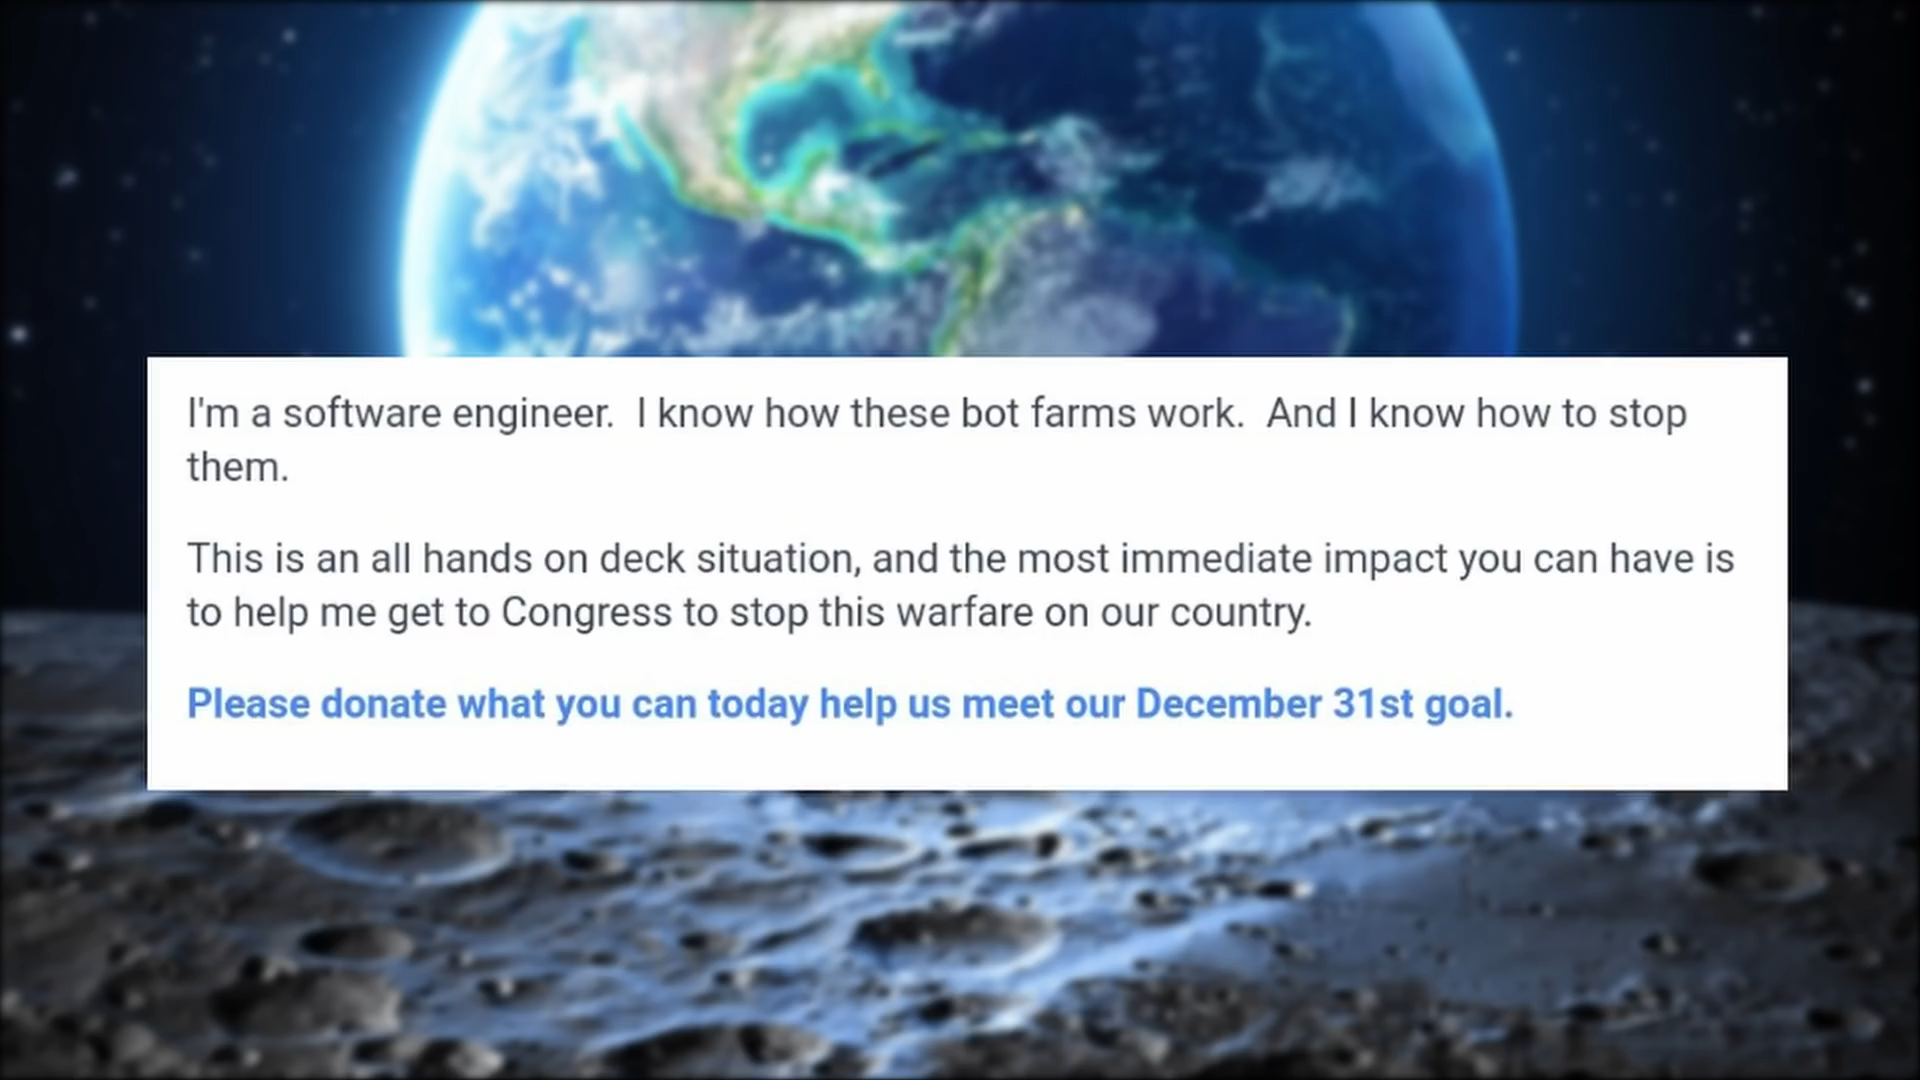 I'm a software engineer.  I know how these bot farms work.  And I know how to stop
them.
This is an all hands on deck situation, and the most immediate impact you can have is
to help me get to Congress to stop this warfare on our country.
Please donate what you can today help us meet our December 31st goal.